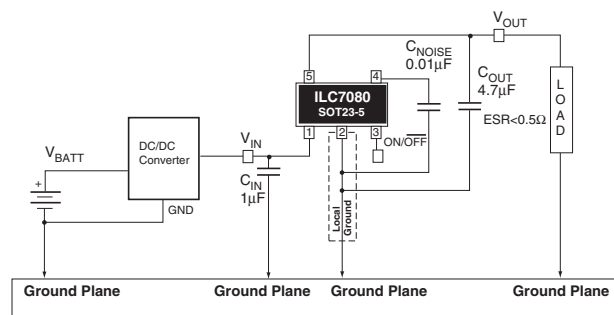 V_OUT
C_NOISE
0.01µF
C_OUT
4.7µF
ESR<0.5Ω
LOAD
5
4
ILC7080
SOT23-5
1
2
3
ON/O̅F̅F̅
DC/DC
Converter
V_IN
V_BATT
+
C_IN
1µF
GND
Local
Ground
Ground Plane
Ground Plane
Ground Plane
Ground Plane